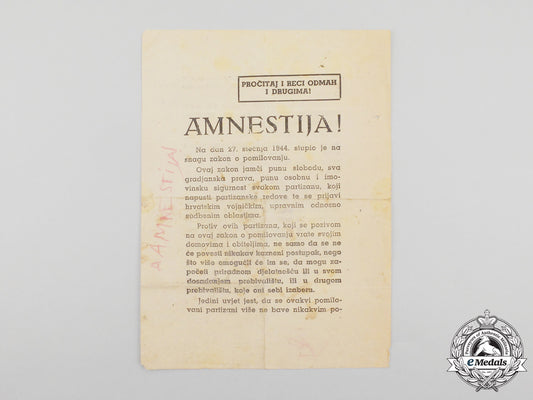 PROČITAJ I RECI ODMAH
I DRUGIMA!
AMNESTIJA!
Na dan 27. siečnja 1944. stupio je na
snagu zakon o pomilovanju.
Ovaj zakon jamči punu slobodu, sva
gradjanska prava, punu osobnu i imo-
vinsku sigurnost svakom partizanu, koji
napusti partizanske redove te se prijavi
hrvatskim vojničkim, upravnim odnosno
sudbenim oblastima.
Protiv ovih partizana, koji se pozivom
na ovaj zakon o pomilovanju vrate svojim
domovima i obiteljima, ne samo da se ne
će povesti nikakav kazneni postupak, nego
što više omogućit će im se, da mogu za-
početi privrednom djelatnošću ili u svom
dosadanjem prebivalištu, ili u drugom
prebivalištu, koje oni sebi izaberu.
Jedini uvjet jest, da se ovakvi pomilo-
vani partizani više ne bave nikakvim po-
AMNESTIJA
eMedals